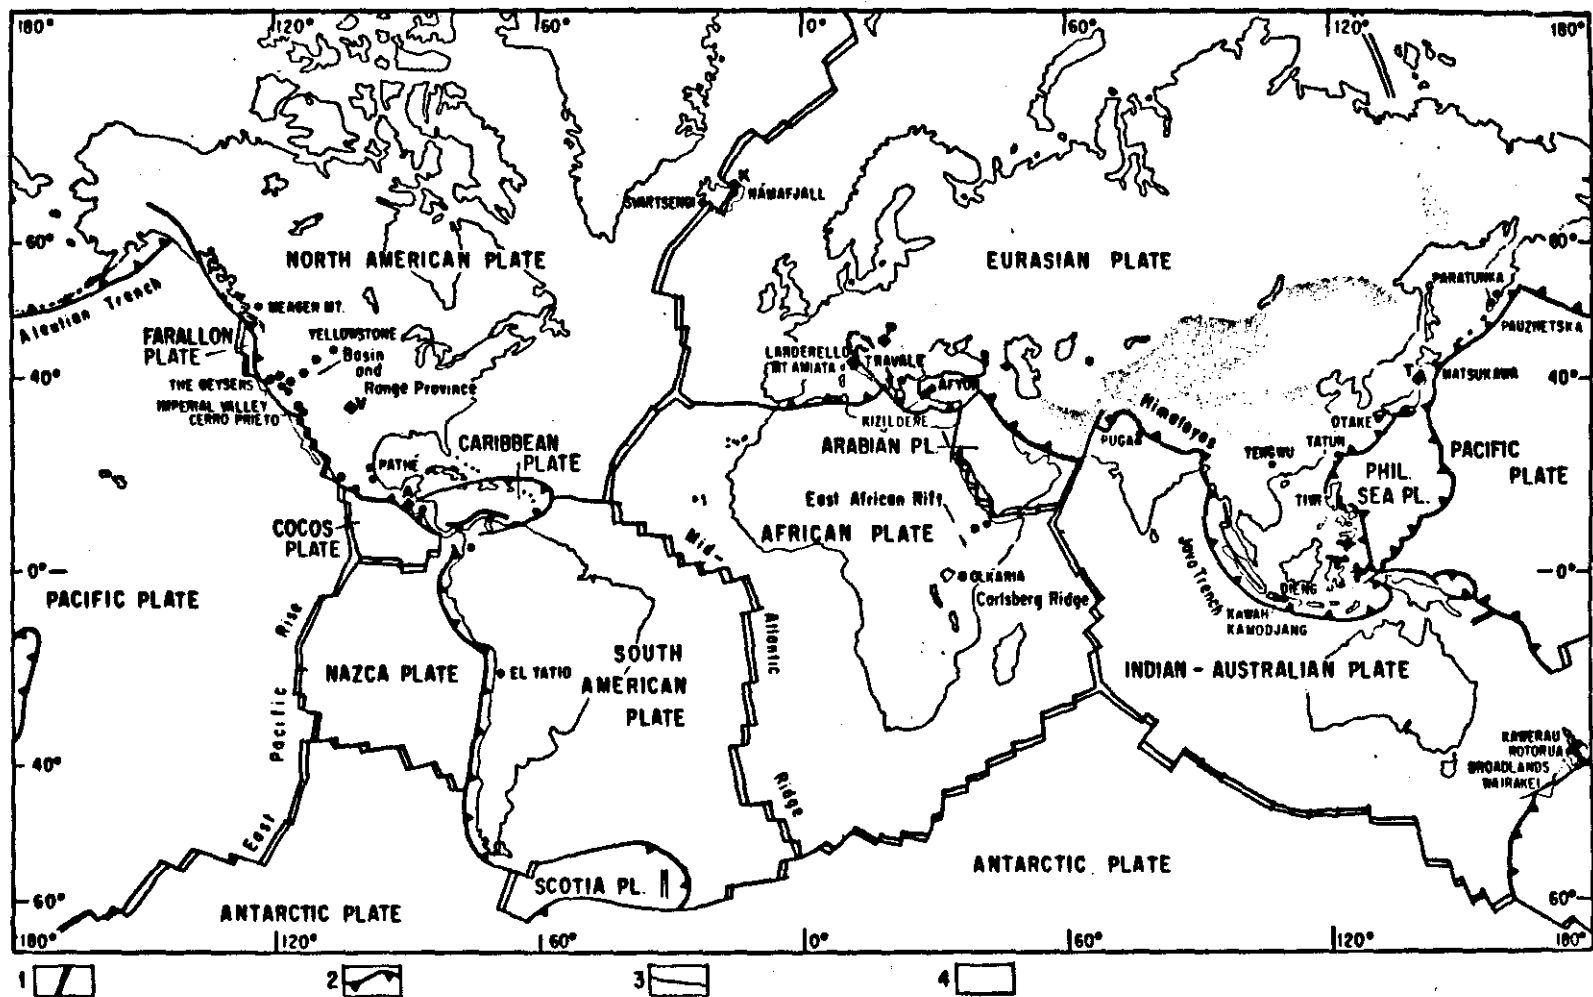 180° 120° 60° 0 60° 120° 180°
SVARTSENGI
NÁMAFJALL
60°
60°
NORTH AMERICAN PLATE
EURASIAN PLATE
Aleutian Trench
MEAGER MT.
PARATUNKA
PAUZHETSKA
FARALLON
PLATE
YELLOWSTONE
Basin
and
Range Province
LARDERELLO
MT AMIATA
TRAVALE
AFYON
KIZILDERE
40°
40°
THE GEYSERS
IMPERIAL VALLEY
CERRO PRIETO
V
T
MATSUKAWA
OTAKE
TATUN
ARABIAN PL.
PUGA
Himalayas
TENGWU
PACIFIC
PLATE
PHIL.
SEA PL.
TIWI
CARIBBEAN
PLATE
PATHÉ
COCOS
PLATE
East African Rift
AFRICAN PLATE
Mid-
Atlantic
Ridge
0°
0°
PACIFIC PLATE
OLKARIA
Carlsberg Ridge
Java Trench
DIENG
KAWAH
KAMODJANG
East
Pacific
Rise
NAZCA PLATE
EL TATIO
SOUTH
AMERICAN
PLATE
INDIAN-AUSTRALIAN PLATE
KAWERAU
ROTORUA
BROADLANDS
WAIRAKEI
40°
ANTARCTIC PLATE
SCOTIA PL.
60°
60°
ANTARCTIC PLATE
180° 120° 60° 0° 60° 120° 180°
1 2 3 4